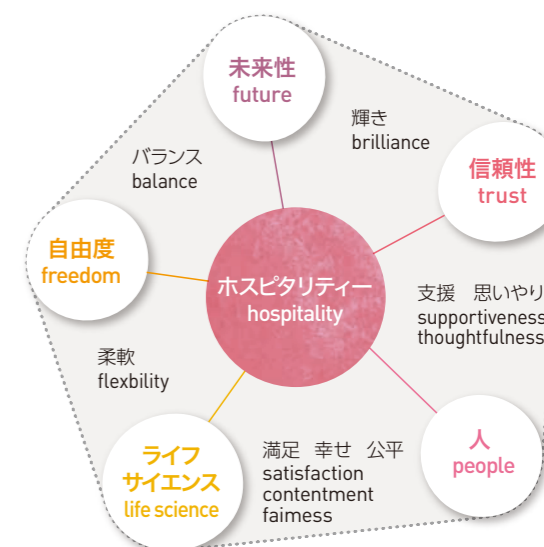 未来性
future
輝き
brilliance
バランス
balance
信頼性
trust
自由度
freedom
ホスピタリティー
hospitality
支援 思いやり
supportiveness
thoughtfulness
柔軟
flexbility
ライフ
サイエンス
life science
満足 幸せ 公平
satisfaction
contentment
faimess
人
people